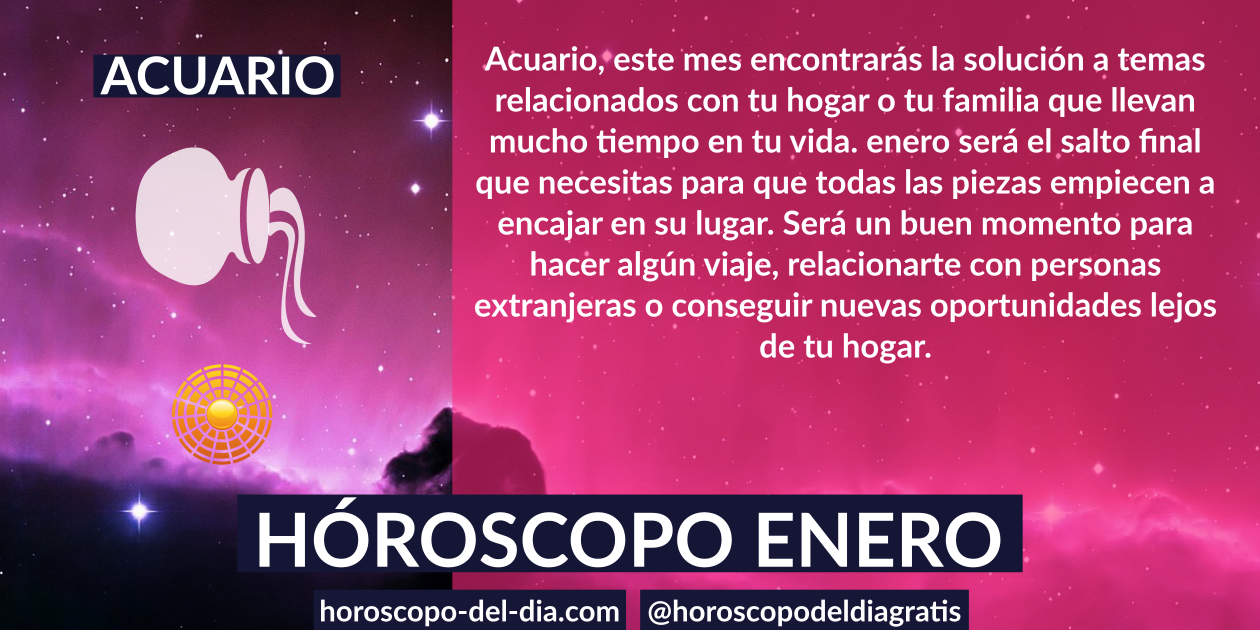 ACUARIO
Acuario, este mes encontrarás la solución a temas
relacionados con tu hogar o tu familia que llevan
mucho tiempo en tu vida. enero será el salto final
que necesitas para que todas las piezas empiecen a
encajar en su lugar. Será un buen momento para
hacer algún viaje, relacionarte con personas
extranjeras o conseguir nuevas oportunidades lejos
de tu hogar.
HÓROSCOPO ENERO
horoscopo-del-dia.com
@horoscopodeldiagratis